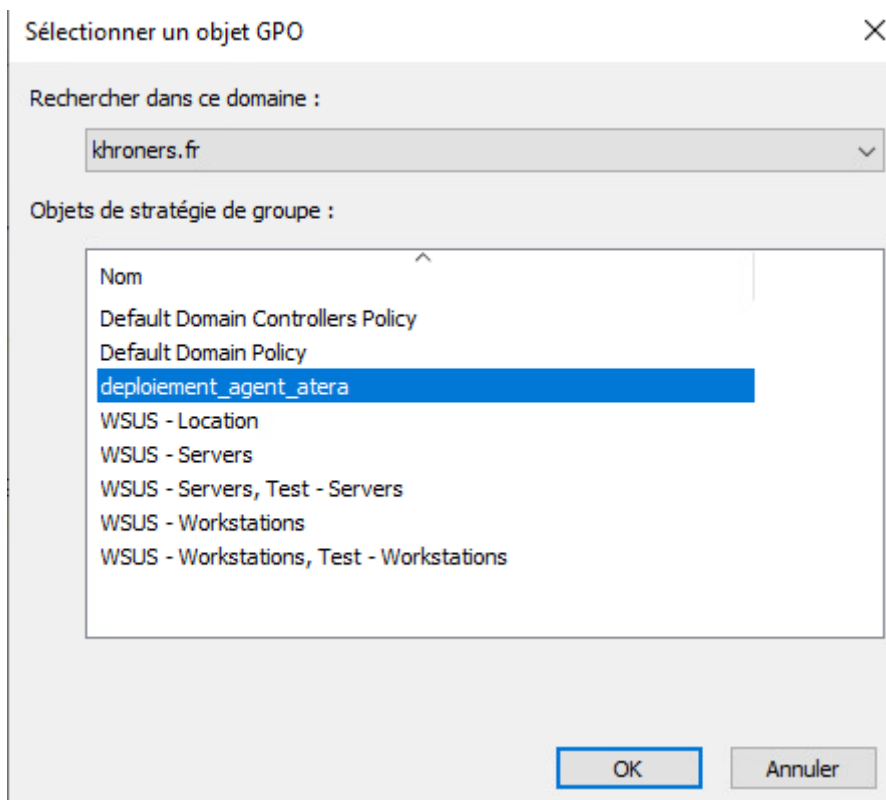 Sélectionner un objet GPO
Rechercher dans ce domaine :
khroners.fr
Objets de stratégie de groupe :
Nom
Default Domain Controllers Policy
Default Domain Policy
deploiement_agent_atera
WSUS - Location
WSUS - Servers
WSUS - Servers, Test - Servers
WSUS - Workstations
WSUS - Workstations, Test - Workstations
OK
Annuler